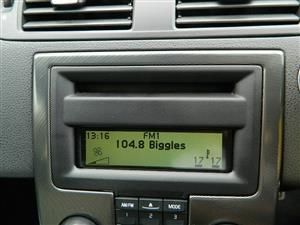 13:16
FM1
104.8 Biggles
17 17
AM/FM
MODE
1
2
3